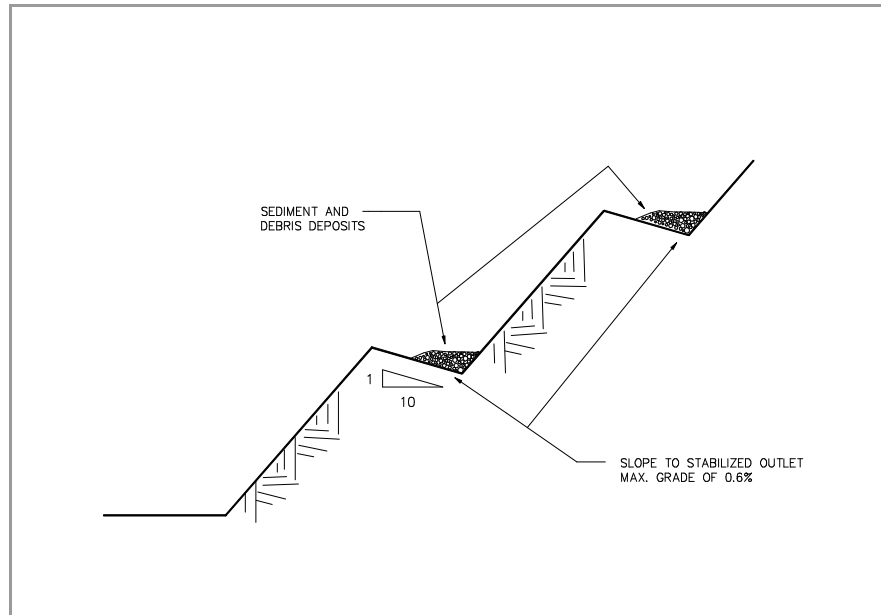 SEDIMENT AND
DEBRIS DEPOSITS
1
10
SLOPE TO STABILIZED OUTLET
MAX. GRADE OF 0.6%